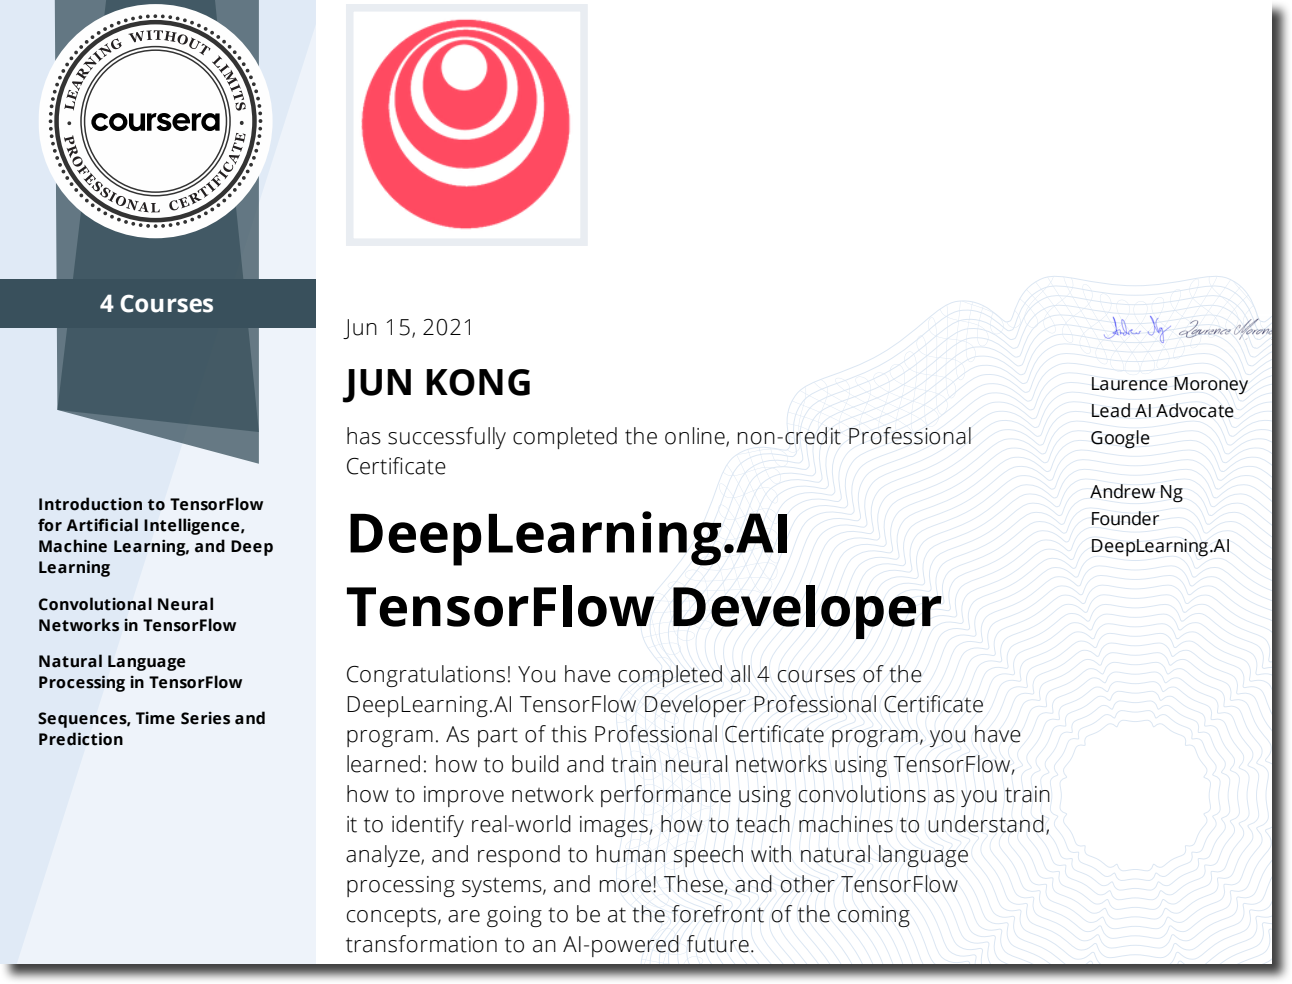 LEARNING WITHOUT LIMITS
coursera
PROFESSIONAL CERTIFICATE
4 Courses
Introduction to TensorFlow
for Artificial Intelligence,
Machine Learning, and Deep
Learning
Convolutional Neural
Networks in TensorFlow
Natural Language
Processing in TensorFlow
Sequences, Time Series and
Prediction
Jun 15, 2021
JUN KONG
has successfully completed the online, non-credit Professional
Certificate
DeepLearning.AI
TensorFlow Developer
Congratulations! You have completed all 4 courses of the
DeepLearning.AI TensorFlow Developer Professional Certificate
program. As part of this Professional Certificate program, you have
learned: how to build and train neural networks using TensorFlow,
how to improve network performance using convolutions as you train
it to identify real-world images, how to teach machines to understand,
analyze, and respond to human speech with natural language
processing systems, and more! These, and other TensorFlow
concepts, are going to be at the forefront of the coming
transformation to an AI-powered future.
Andrew Ng Laurence Morone
Laurence Moroney
Lead AI Advocate
Google
Andrew Ng
Founder
DeepLearning.AI